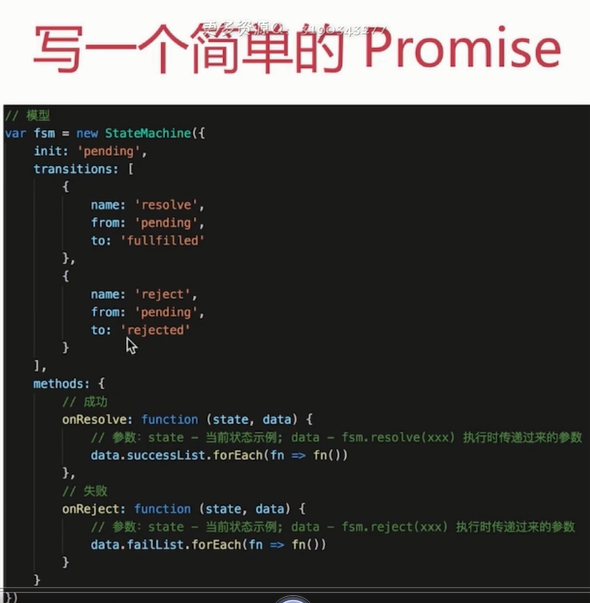 写一个简单的 Promise
// 模型
var fsm = new StateMachine({
init: 'pending',
transitions: [
{
name: 'resolve',
from: 'pending',
to: 'fullfilled'
},
{
name: 'reject',
from: 'pending',
to: 'rejected'
}
],
methods: {
// 成功
onResolve: function (state, data) {
// 参数: state - 当前状态示例; data - fsm.resolve(xxx) 执行时传递过来的参数
data.successList.forEach(fn => fn())
},
// 失败
onReject: function (state, data) {
// 参数: state - 当前状态示例; data - fsm.reject(xxx) 执行时传递过来的参数
data.failList.forEach(fn => fn())
}
}
})